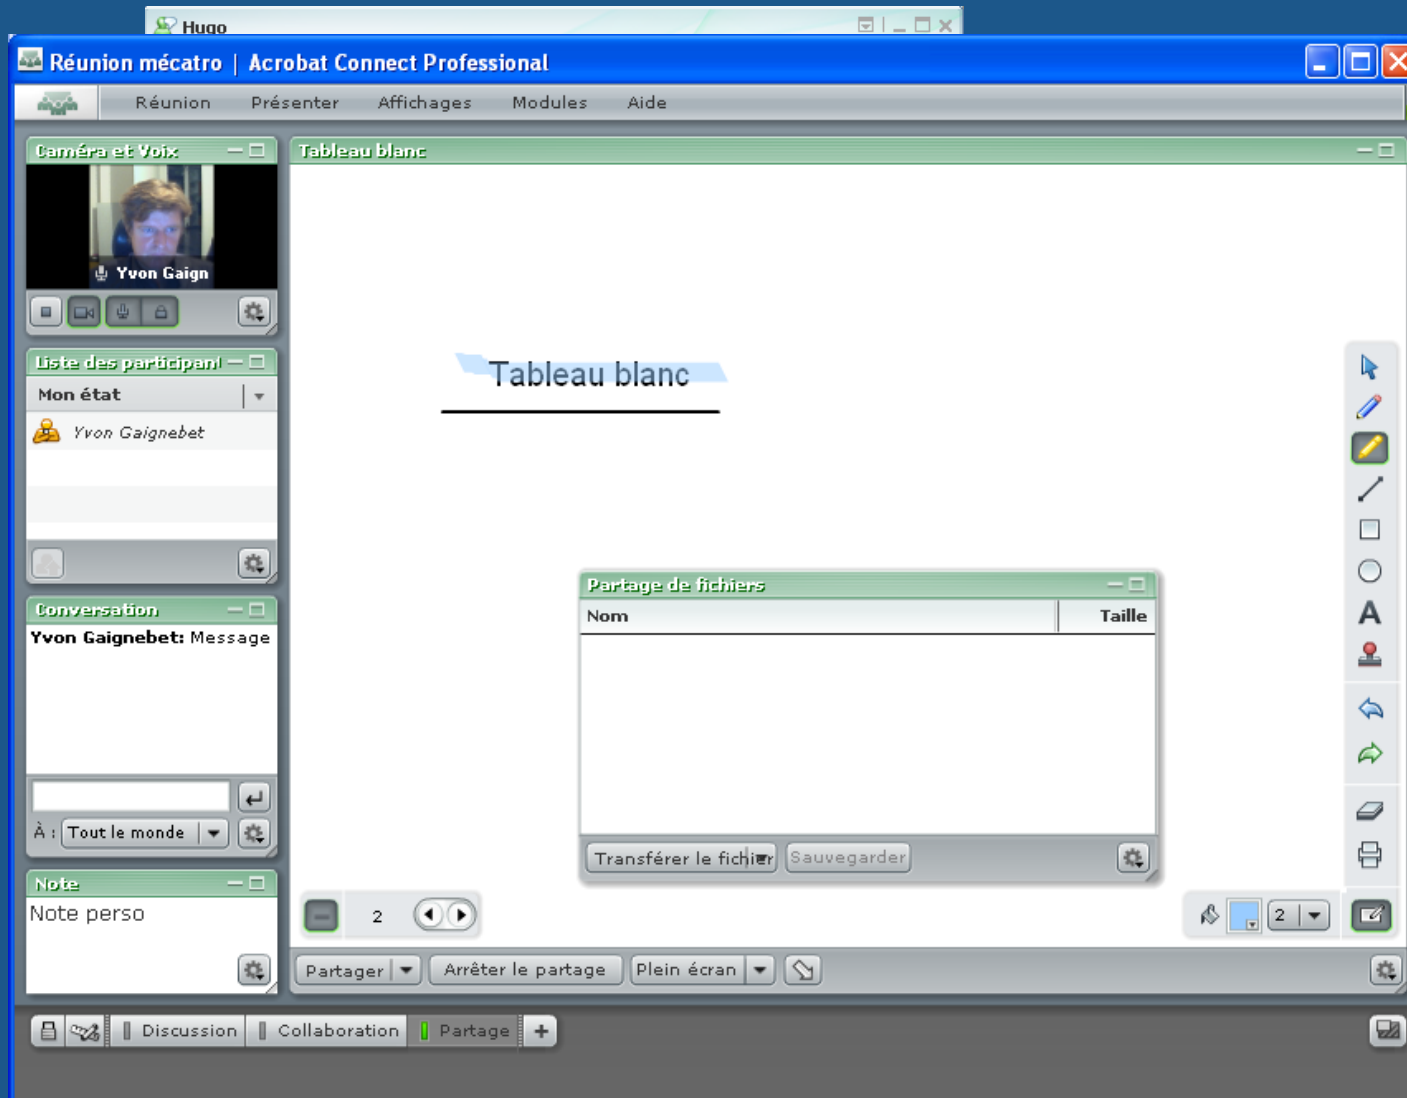 Hugo
Réunion mécatro | Acrobat Connect Professional
Réunion Présenter Affichages Modules Aide
Caméra et Voix
Yvon Gaign
Liste des participant
Mon état
Yvon Gaignebet
Conversation
Yvon Gaignebet: Message
À : Tout le monde
Note
Note perso
Tableau blanc
Tableau blanc
A
Partage de fichiers
Nom Taille
Transférer le fichier Sauvegarder
2
2
Partager Arrêter le partage Plein écran
Discussion Collaboration Partage +